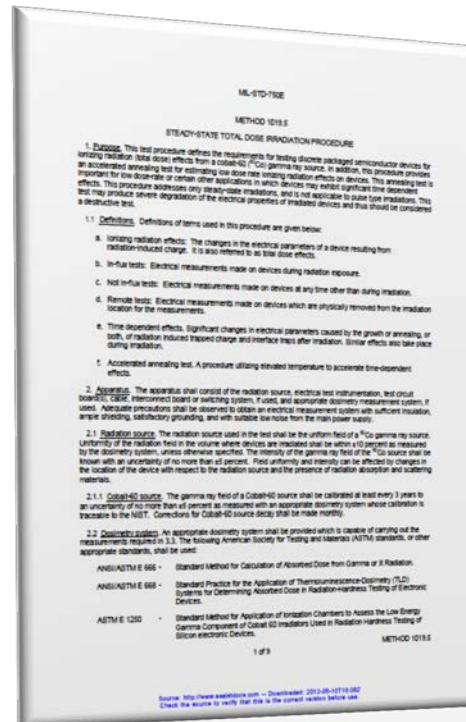 MIL-STD-750E
METHOD 1019.5
STEADY-STATE TOTAL DOSE IRRADIATION PROCEDURE
1. Purpose. This test procedure defines the requirements for testing discrete packaged semiconductor devices for
ionizing radiation (total dose) effects from a cobalt-60 (⁶⁰Co) gamma ray source. In addition, this procedure provides
an accelerated annealing test for estimating low dose rate ionizing radiation effects on devices. This annealing test is
important for low dose-rate or certain other applications in which devices may exhibit significant time dependent
effects. This procedure addresses only steady-state irradiations, and is not applicable to pulse type irradiations. This
test may produce severe degradation of the electrical properties of irradiated devices and thus should be considered
a destructive test.
1.1 Definitions. Definitions of terms used in this procedure are given below:
a. Ionizing radiation effects: The changes in the electrical parameters of a device resulting from
radiation-induced charge. It is also referred to as total dose effects.
b. In-flux tests: Electrical measurements made on devices during radiation exposure.
c. Not in-flux tests: Electrical measurements made on devices at any time other than during irradiation.
d. Remote tests: Electrical measurements made on devices which are physically removed from the irradiation
location for the measurements.
e. Time dependent effects. Significant changes in electrical parameters caused by the growth or annealing, or
both, of radiation induced trapped charge and interface traps after irradiation. Similar effects also take place
during irradiation.
f. Accelerated annealing test. A procedure utilizing elevated temperature to accelerate time-dependent
effects.
2. Apparatus. The apparatus shall consist of the radiation source, electrical test instrumentation, test circuit
board(s), cable, interconnect board or switching system, if used, and appropriate dosimetry measurement system, if
used. Adequate precautions shall be observed to obtain an electrical measurement system with sufficient insulation,
ample shielding, satisfactory grounding, and with suitable low noise from the main power supply.
2.1 Radiation source. The radiation source used in the test shall be the uniform field of a ⁶⁰Co gamma ray source.
Uniformity of the radiation field in the volume where devices are irradiated shall be within ±10 percent as measured
by the dosimetry system, unless otherwise specified. The intensity of the gamma ray field of the ⁶⁰Co source shall be
known with an uncertainty of no more than ±5 percent. Field uniformity and intensity can be affected by changes in
the location of the device with respect to the radiation source and the presence of radiation absorption and scattering
materials.
2.1.1 Cobalt-60 source. The gamma ray field of a Cobalt-60 source shall be calibrated at least every 3 years to
an uncertainty of no more than ±5 percent as measured with an appropriate dosimetry system whose calibration is
traceable to the NIST. Corrections for Cobalt-60 source decay shall be made monthly.
2.2 Dosimetry system. An appropriate dosimetry system shall be provided which is capable of carrying out the
measurements required in 3.3. The following American Society for Testing and Materials (ASTM) standards, or other
appropriate standards, shall be used:
ANSI/ASTM E 666 - Standard Method for Calculation of Absorbed Dose from Gamma or X Radiation.
ANSI/ASTM E 668 - Standard Practice for the Application of Thermoluminescence-Dosimetry (TLD)
Systems for Determining Absorbed Dose in Radiation-Hardness Testing of Electronic
Devices.
ASTM E 1250 - Standard Method for Application of Ionization Chambers to Assess the Low Energy
Gamma Component of Cobalt 60 Irradiators Used in Radiation Hardness Testing of
Silicon electronic Devices.
METHOD 1019.5
1 of 9
Source: http://www.assistdocs.com -- Downloaded:
Check the source to verify that this is the current version before use.